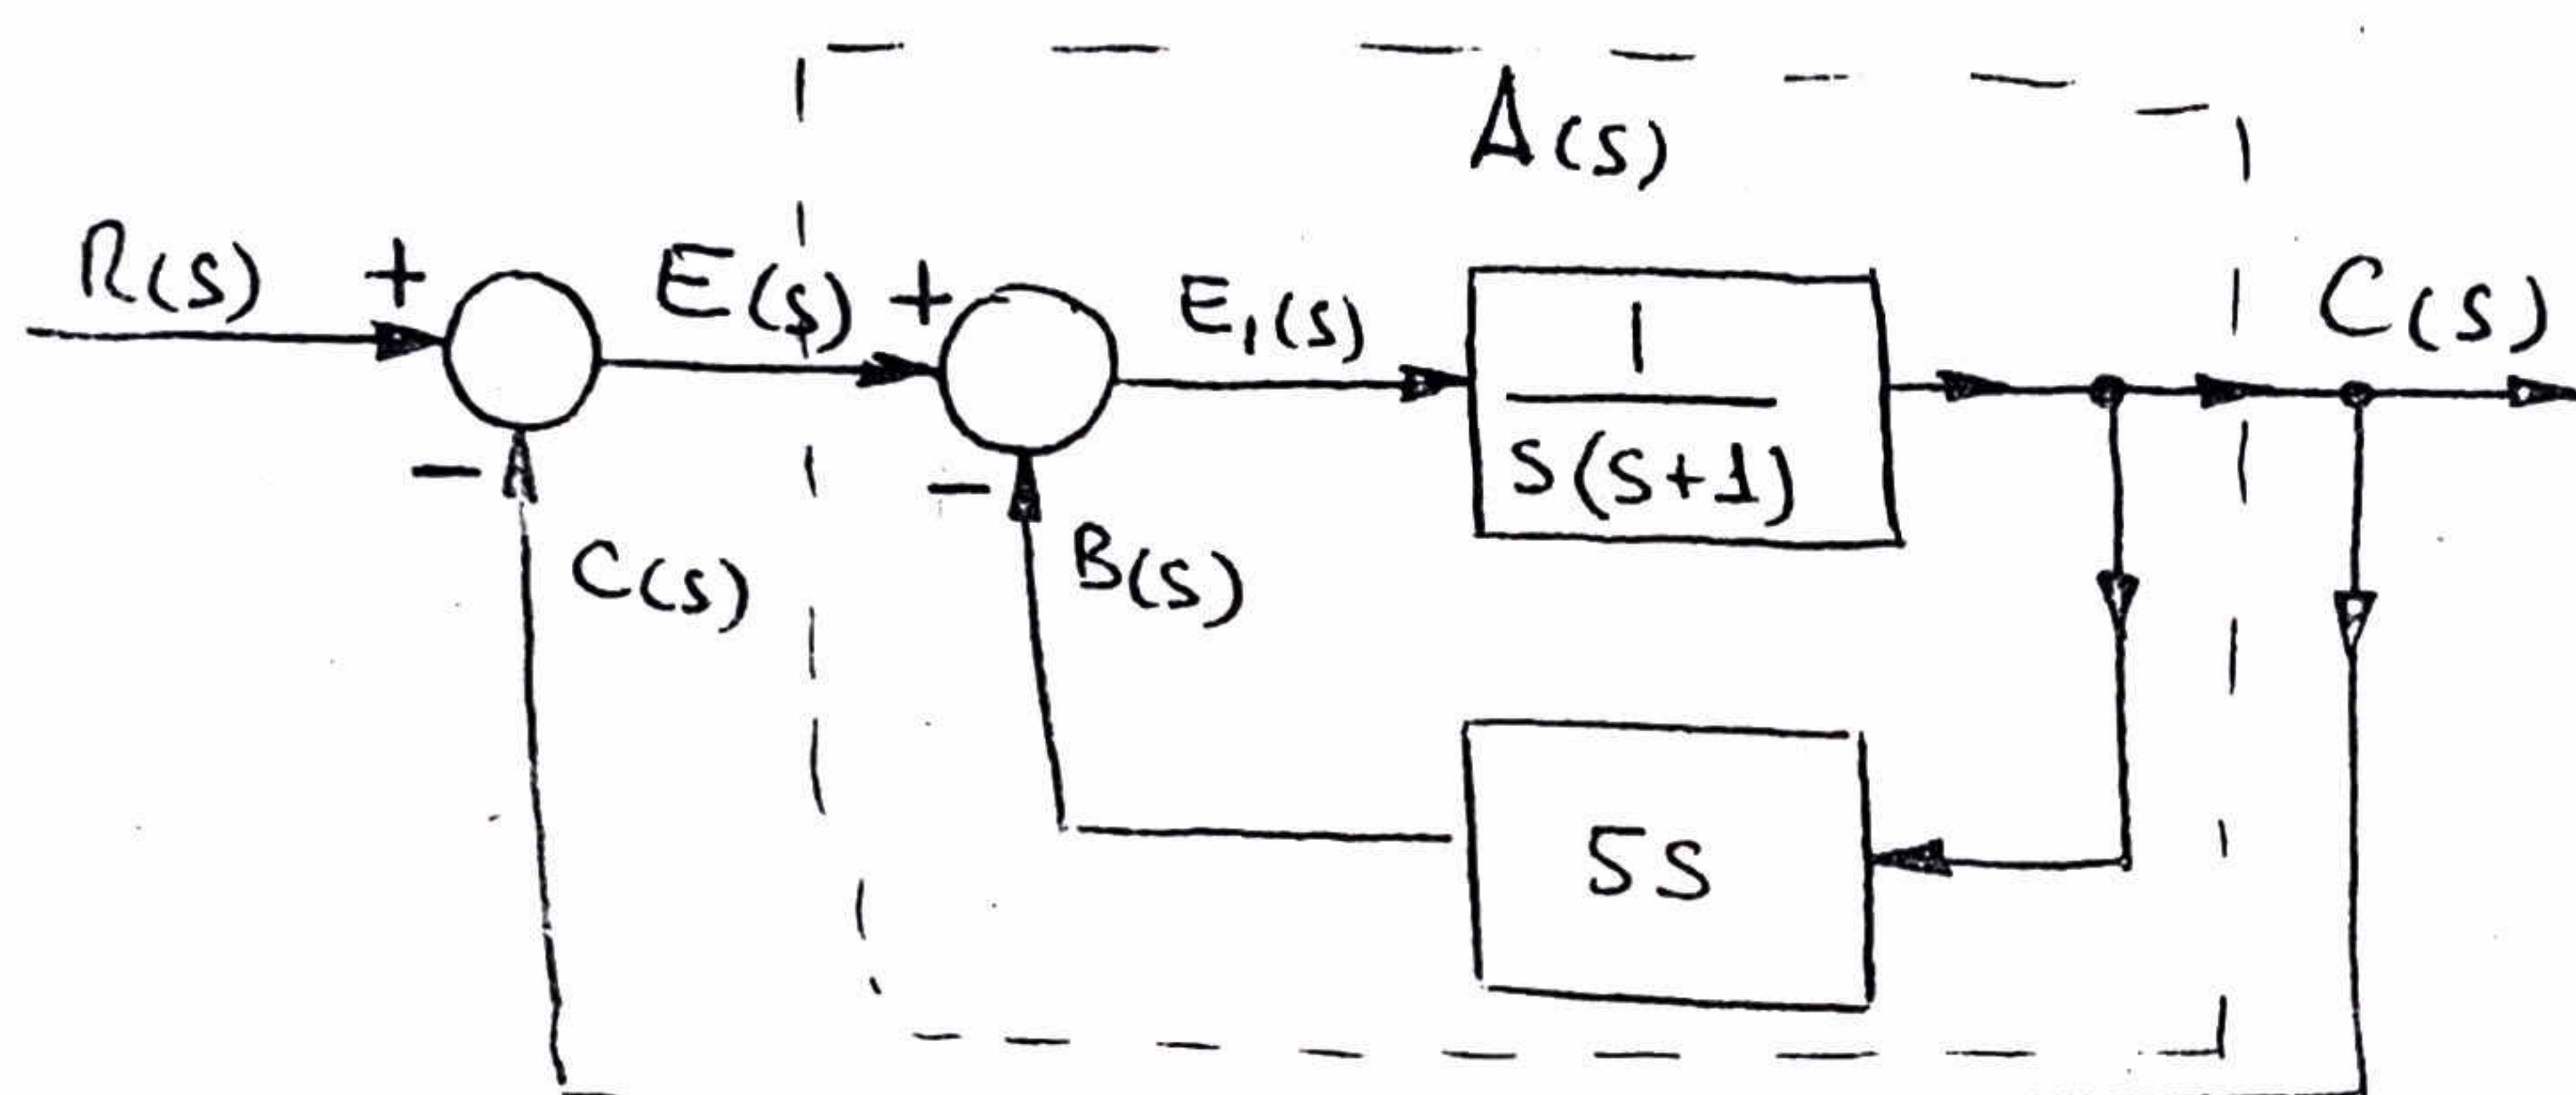 A(s)
R(s) + E(s) + E₁(s) 1 C(s)
s(s+1)
- -
C(s) B(s)
5s